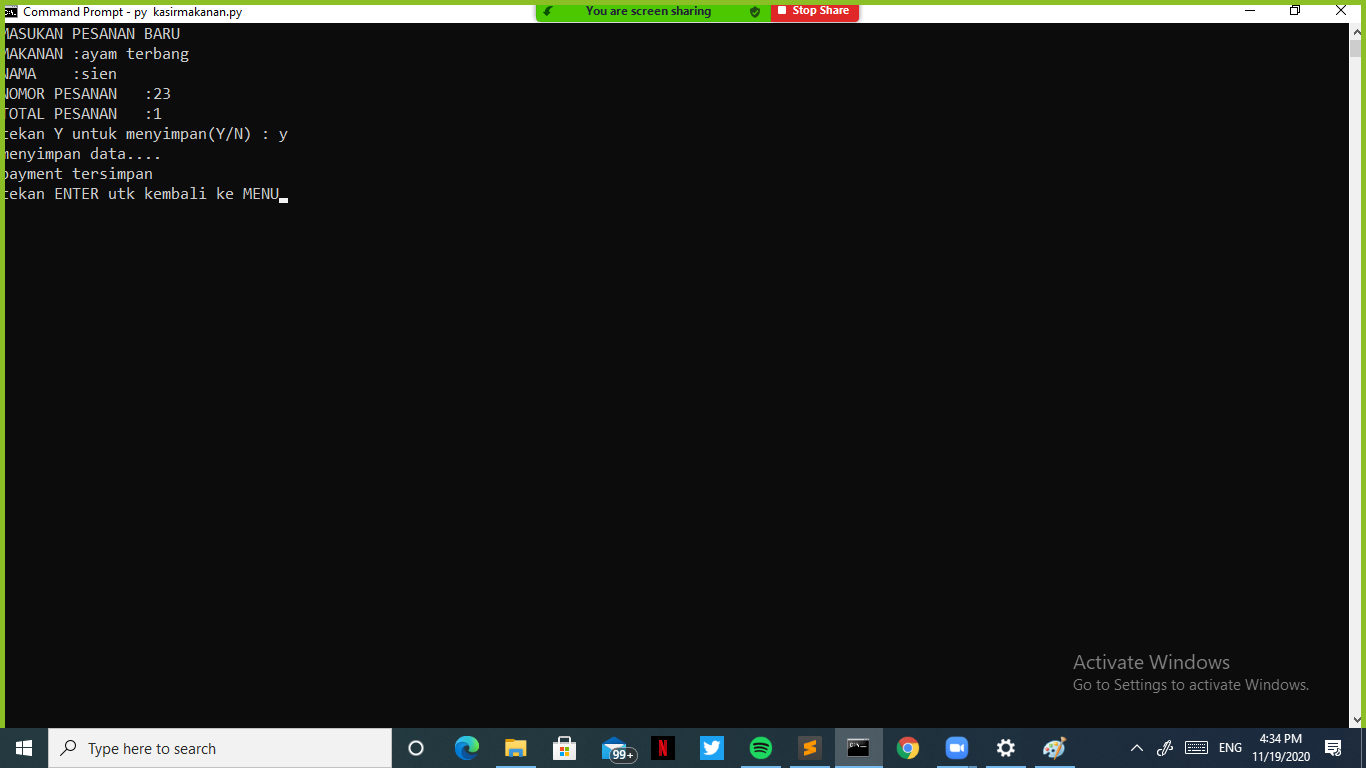 Command Prompt - py kasirmakanan.py
You are screen sharing
Stop Share
MASUKAN PESANAN BARU
MAKANAN :ayam terbang
NAMA    :sien
NOMOR PESANAN   :23
TOTAL PESANAN   :1
tekan Y untuk menyimpan(Y/N) : y
menyimpan data....
payment tersimpan
tekan ENTER utk kembali ke MENU
Activate Windows
Go to Settings to activate Windows.
Type here to search
99+
ENG
4:34 PM
11/19/2020